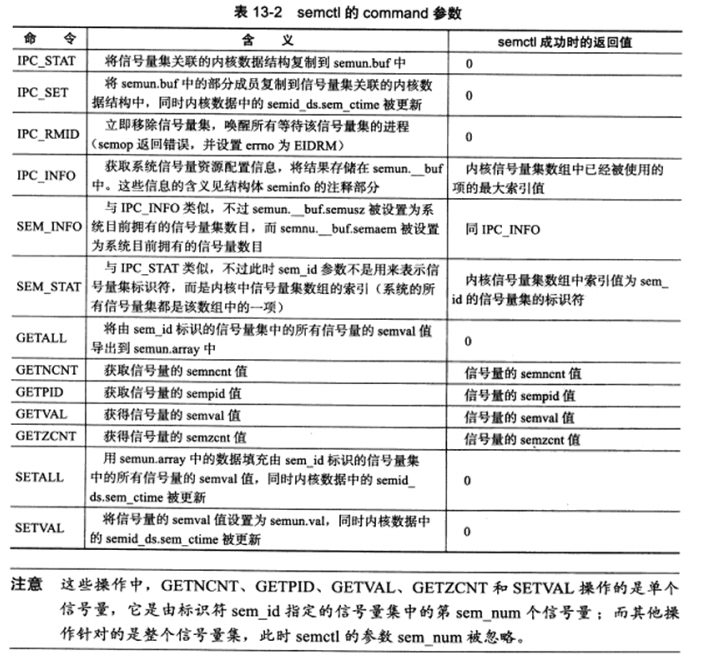 表 13-2 semctl 的 command 参数
命 令 含 义 semctl 成功时的返回值
IPC_STAT 将信号量集关联的内核数据结构复制到 semun.buf 中 0
IPC_SET 将 semun.buf 中的部分成员复制到信号量集关联的内核数
据结构中，同时内核数据中的 semid_ds.sem_ctime 被更新 0
IPC_RMID 立即移除信号量集，唤醒所有等待该信号量集的进程
（semop 返回错误，并设置 errno 为 EIDRM） 0
IPC_INFO 获取系统信号量资源配置信息，将结果存储在 semun.__buf
中。这些信息的含义见结构体 seminfo 的注释部分
内核信号量集数组中已经被使用的
项的最大索引值
SEM_INFO 与 IPC_INFO 类似，不过 semun.__buf.semusz 被设置为系
统目前拥有的信号量集数目，而 semnu.__buf.semaem 被设置
为系统目前拥有的信号量数目
同 IPC_INFO
SEM_STAT 与 IPC_STAT 类似，不过此时 sem_id 参数不是用来表示信
号量集标识符，而是内核中信号量集数组的索引（系统的所
有信号量集都是该数组中的一项）
内核信号量集数组中索引值为 sem_
id 的信号量集的标识符
GETALL 将由 sem_id 标识的信号量集中的所有信号量的 semval 值
导出到 semun.array 中 0
GETNCNT 获取信号量的 semncnt 值 信号量的 semncnt 值
GETPID 获取信号量的 sempid 值 信号量的 sempid 值
GETVAL 获得信号量的 semval 值 信号量的 semval 值
GETZCNT 获得信号量的 semzcnt 值 信号量的 semzcnt 值
SETALL 用 semun.array 中的数据填充由 sem_id 标识的信号量集
中的所有信号量的 semval 值，同时内核数据中的 semid_
ds.sem_ctime 被更新
0
SETVAL 将信号量的 semval 值设置为 semun.val，同时内核数据中
的 semid_ds.sem_ctime 被更新 0
注意 这些操作中，GETNCNT、GETPID、GETVAL、GETZCNT 和 SETVAL 操作的是单个
信号量，它是由标识符 sem_id 指定的信号量集中的第 sem_num 个信号量；而其他操
作针对的是整个信号量集，此时 semctl 的参数 sem_num 被忽略。